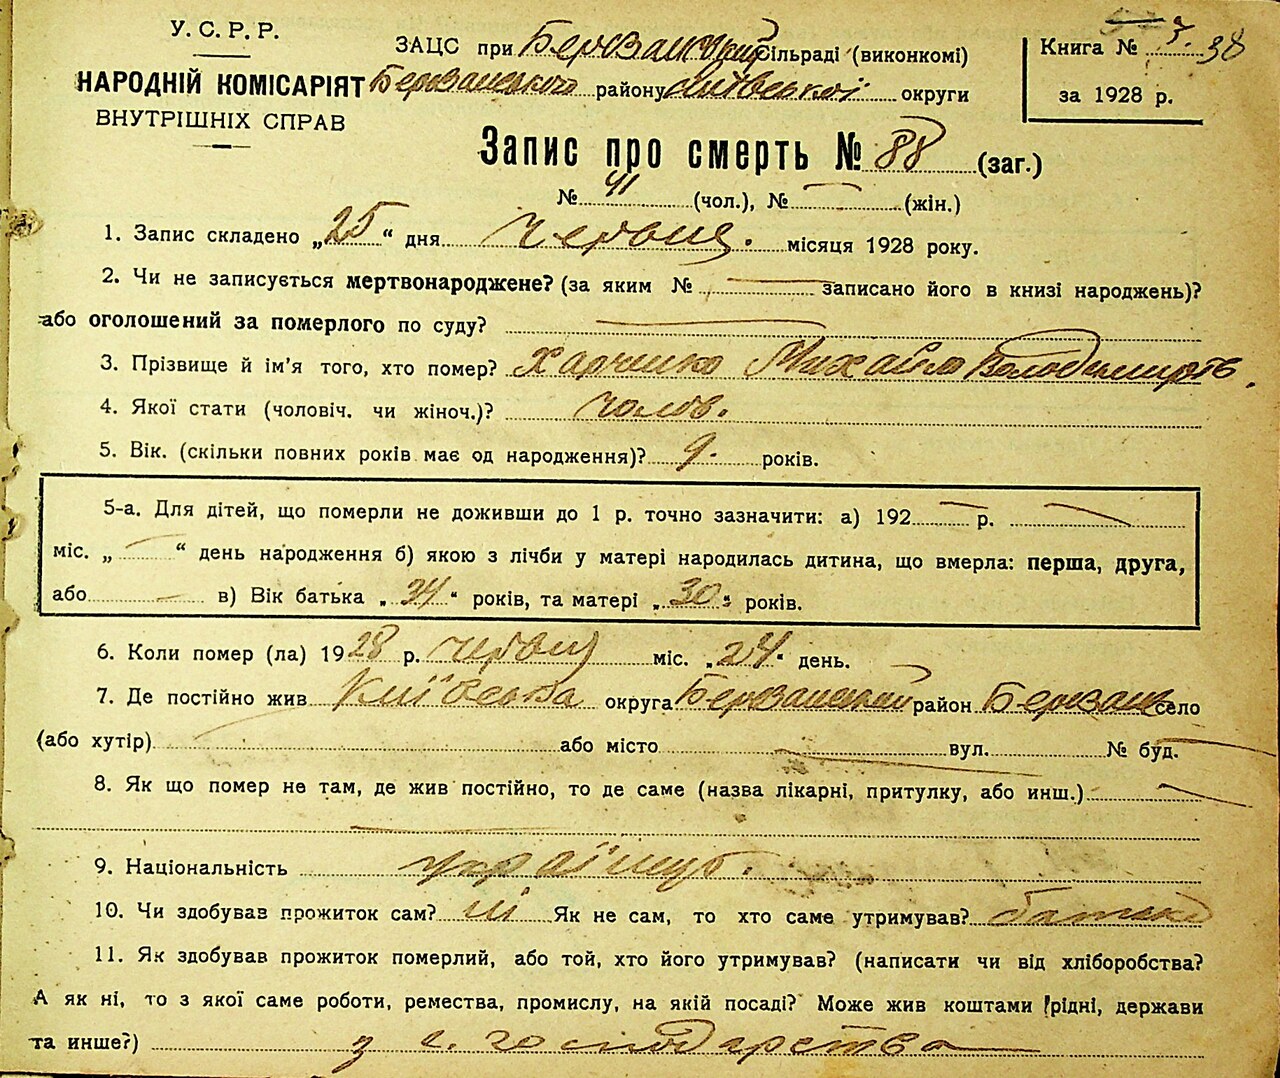 У. С. Р. Р.
НАРОДНІЙ КОМІСАРІЯТ
ВНУТРІШНІХ СПРАВ
ЗАЦС при Березанській сільраді (виконкомі)
Березанського району Київської округи
Книга № 38
за 1928 р.
Запис про смерть № 88 (заг.)
№ 41 (чол.), № — (жін.)
1. Запис складено „25“ дня червня. місяця 1928 року.
2. Чи не записується мертвонароджене? (за яким № — записано його в книзі народжень)?
або оголошений за померлого по суду? —
3. Прізвище й ім'я того, хто помер? Харченко Михайло Володимиров.
4. Якої стати (чоловіч. чи жіноч.)? чолов.
5. Вік. (скільки повних років має од народження)? 9. років.
5-а. Для дітей, що померли не доживши до 1 р. точно зазначити: а) 192 — р. —
міс. „ — “ день народження б) якою з лічби у матері народилась дитина, що вмерла: перша, друга,
або — в) Вік батька „34“ років, та матері „30“ років.
6. Коли помер (ла) 1928 р. червня міс. „24“ день.
7. Де постійно жив Київська округа Березанський район Березань село
(або хутір) — або місто — вул. № буд. —
8. Як що помер не там, де жив постійно, то де саме (назва лікарні, притулку, або инш.) —
9. Національність українец.
10. Чи здобував прожиток сам? ні Як не сам, то хто саме утримував? батько
11. Як здобував прожиток померлий, або той, хто його утримував? (написати чи від хліборобства?
А як ні, то з якої саме роботи, ремества, промислу, на якій посаді? Може жив коштами рідні, держави
та инше?) з с. господарства